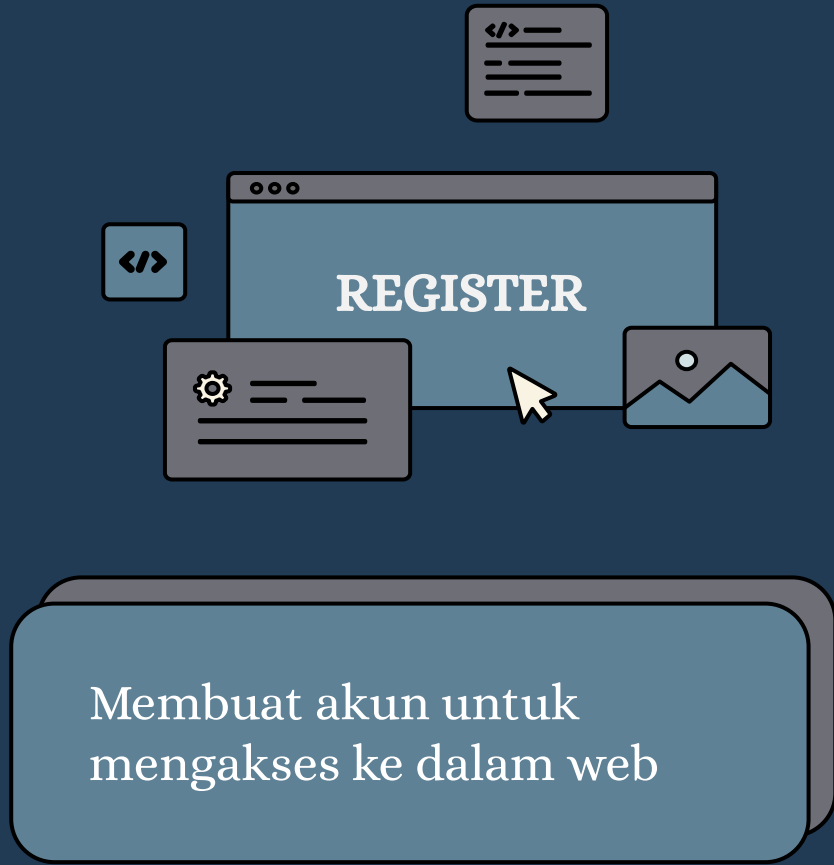 </>
</>
REGISTER
Membuat akun untuk
mengakses ke dalam web